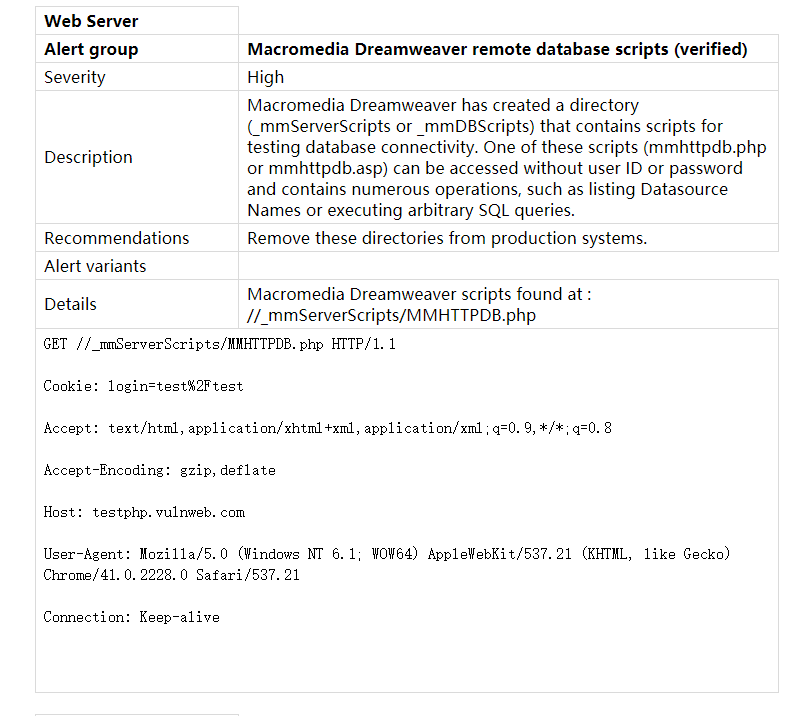 Web Server
Alert group Macromedia Dreamweaver remote database scripts (verified)
Severity High
Macromedia Dreamweaver has created a directory
(_mmServerScripts or _mmDBScripts) that contains scripts for
testing database connectivity. One of these scripts (mmhttpdb.php
Description or mmhttpdb.asp) can be accessed without user ID or password
and contains numerous operations, such as listing Datasource
Names or executing arbitrary SQL queries.
Recommendations Remove these directories from production systems.
Alert variants
Details Macromedia Dreamweaver scripts found at :
//_mmServerScripts/MMHTTPDB.php
GET //_mmServerScripts/MMHTTPDB.php HTTP/1.1
Cookie: login=test%2Ftest
Accept: text/html,application/xhtml+xml,application/xml;q=0.9,*/*;q=0.8
Accept-Encoding: gzip,deflate
Host: testphp.vulnweb.com
User-Agent: Mozilla/5.0 (Windows NT 6.1; WOW64) AppleWebKit/537.21 (KHTML, like Gecko)
Chrome/41.0.2228.0 Safari/537.21
Connection: Keep-alive